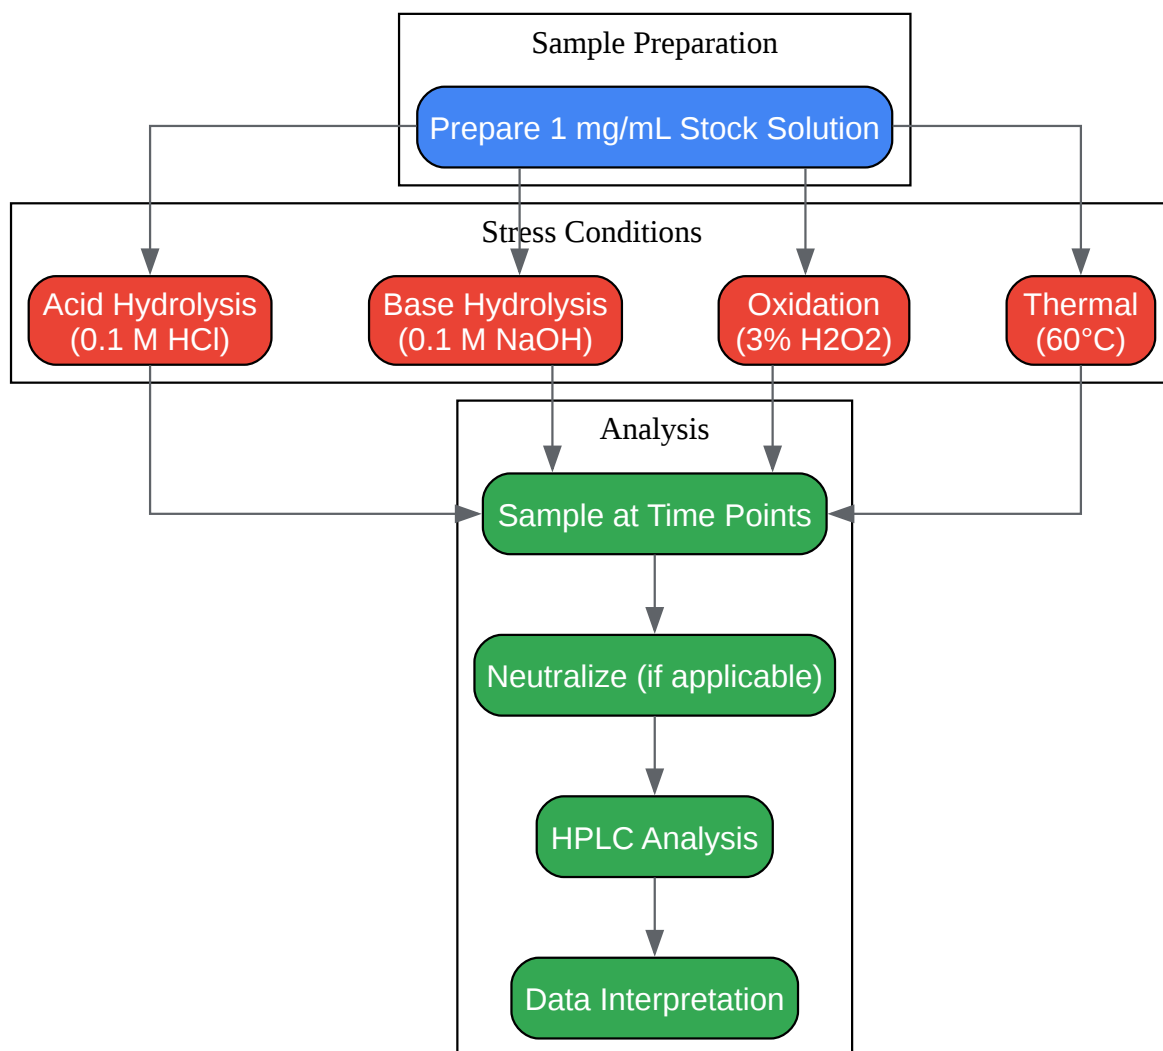 Sample Preparation
Prepare 1 mg/mL Stock Solution
Stress Conditions
Acid Hydrolysis
(0.1 M HCl)
Base Hydrolysis
(0.1 M NaOH)
Oxidation
(3% H2O2)
Thermal
(60°C)
Analysis
Sample at Time Points
Neutralize (if applicable)
HPLC Analysis
Data Interpretation